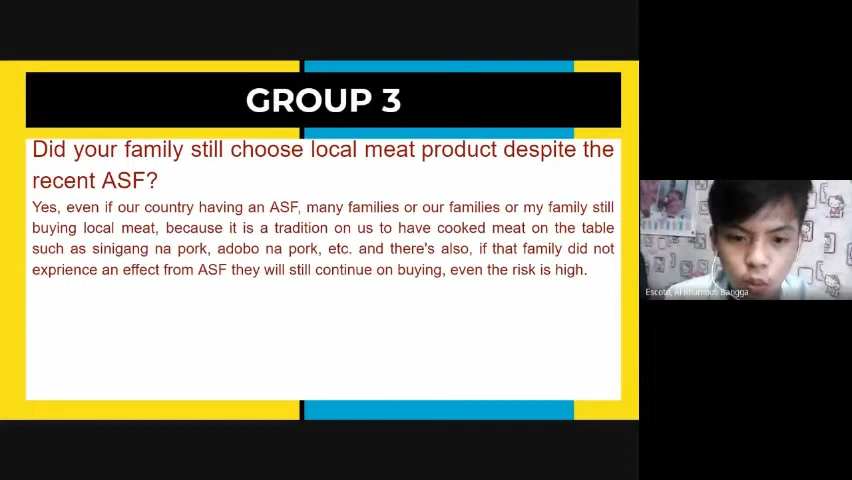 GROUP 3
Did your family still choose local meat product despite the
recent ASF?
Yes, even if our country having an ASF, many families or our families or my family still
buying local meat, because it is a tradition on us to have cooked meat on the table
such as sinigang na pork, adobo na pork, etc. and there's also, if that family did not
exprience an effect from ASF they will still continue on buying, even the risk is high.
Escoto, Al Khumous Bangga